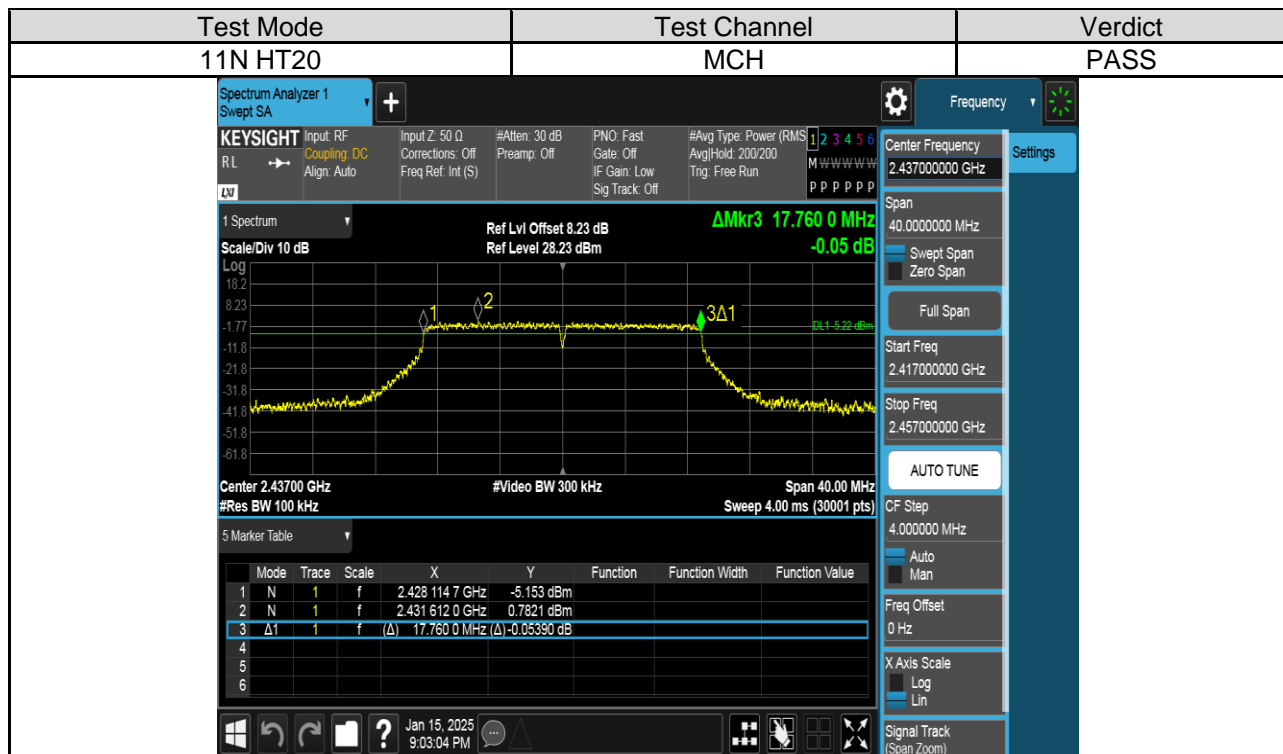 Test Mode Test Channel Verdict
11N HT20 MCH PASS
Spectrum Analyzer 1
Swept SA
+
Frequency
KEYSIGHT Input: RF Input Z: 50 Ω #Atten: 30 dB PNO: Fast #Avg Type: Power (RMS 1 2 3 4 5 6
R L Coupling: DC Corrections: Off Preamp: Off Gate: Off Avg|Hold: 200/200 M W W W W W
Align: Auto Freq Ref: Int (S) IF Gain: Low Trig: Free Run
LXI Sig Track: Off P P P P P P
1 Spectrum Ref Lvl Offset 8.23 dB ΔMkr3 17.760 0 MHz
Scale/Div 10 dB Ref Level 28.23 dBm -0.05 dB
Log
18.2
8.23
-1.77
-11.8
-21.8
-31.8
-41.8
-51.8
-61.8
1
2
3Δ1
DL1 -5.22 dBm
Center 2.43700 GHz #Video BW 300 kHz Span 40.00 MHz
#Res BW 100 kHz Sweep 4.00 ms (30001 pts)
5 Marker Table
Mode Trace Scale X Y Function Function Width Function Value
1 N 1 f 2.428 114 7 GHz -5.153 dBm
2 N 1 f 2.431 612 0 GHz 0.7821 dBm
3 Δ1 1 f (Δ) 17.760 0 MHz (Δ) -0.05390 dB
4
5
6
Jan 15, 2025
9:03:04 PM
?
Center Frequency
2.437000000 GHz
Settings
Span
40.0000000 MHz
Swept Span
Zero Span
Full Span
Start Freq
2.417000000 GHz
Stop Freq
2.457000000 GHz
AUTO TUNE
CF Step
4.000000 MHz
Auto
Man
Freq Offset
0 Hz
X Axis Scale
Log
Lin
Signal Track
(Span Zoom)